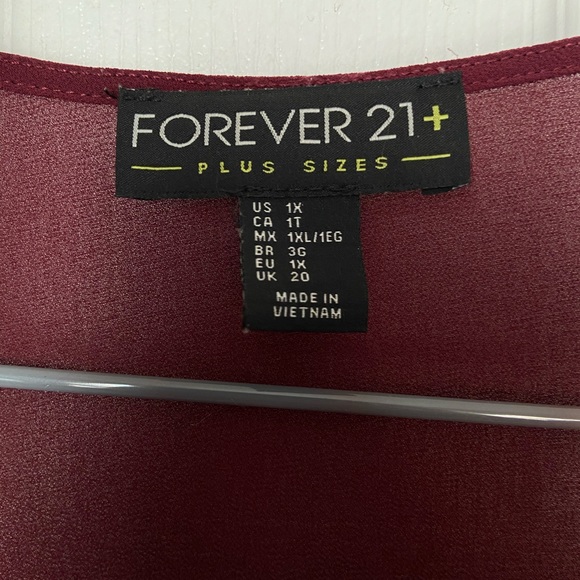 FOREVER 21+
PLUS SIZES
US 1X
CA 1T
MX 1XL/1EG
BR 3G
EU 1X
UK 20
MADE IN
VIETNAM